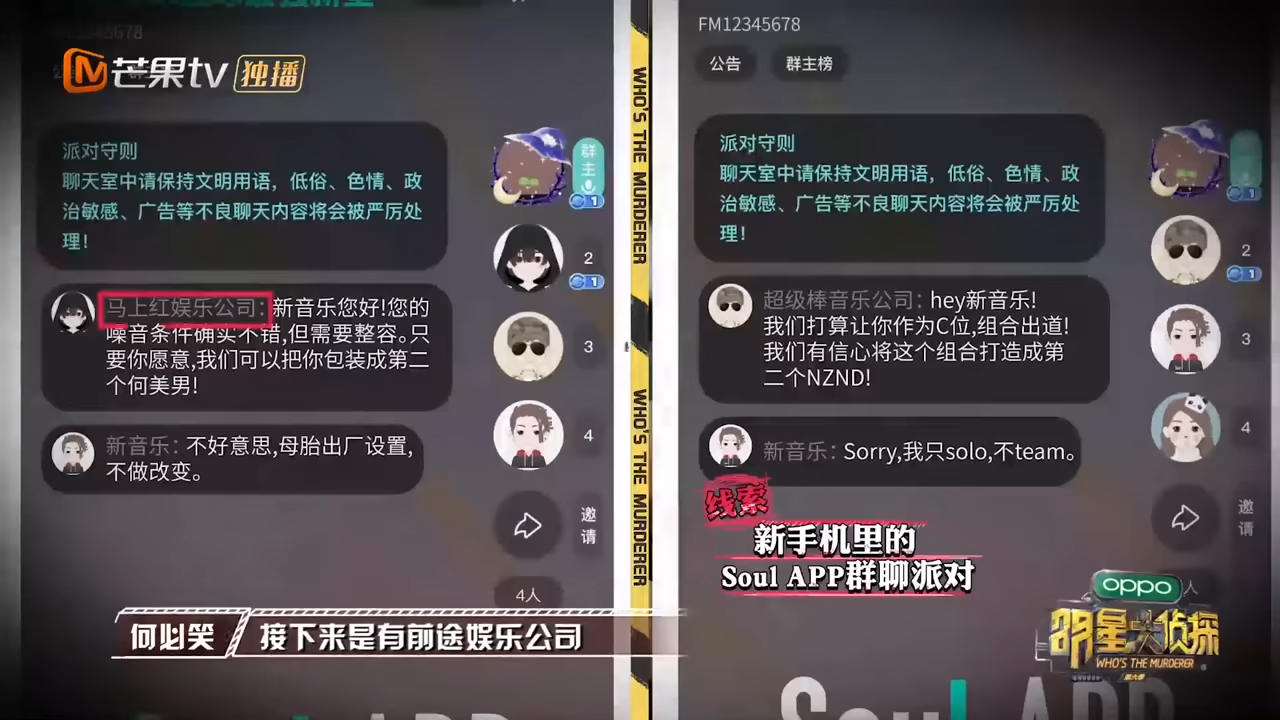 芒果tv 独播
派对守则
聊天室中请保持文明用语，低俗、色情、政
治敏感、广告等不良聊天内容将会被严厉处
理！
群主
1
2
1
马上红娱乐公司：新音乐您好!您的
噪音条件确实不错,但需要整容。只
要你愿意,我们可以把你包装成第二
个何美男!
3
新音乐：不好意思,母胎出厂设置,
不做改变。
4
邀请
4人
WHO'S THE MURDERER
WHO'S THE MURDERER
FM12345678
公告
群主榜
派对守则
聊天室中请保持文明用语，低俗、色情、政
治敏感、广告等不良聊天内容将会被严厉处
理！
1
2
1
超级棒音乐公司：hey新音乐!
我们打算让你作为C位,组合出道!
我们有信心将这个组合打造成第
二个NZND!
3
新音乐：Sorry,我只solo,不team。
4
邀请
人
线索
新手机里的
Soul APP群聊派对
何必笑
接下来是有前途娱乐公司
oppo
明星大侦探
WHO'S THE MURDERER
第六季
Soul APP